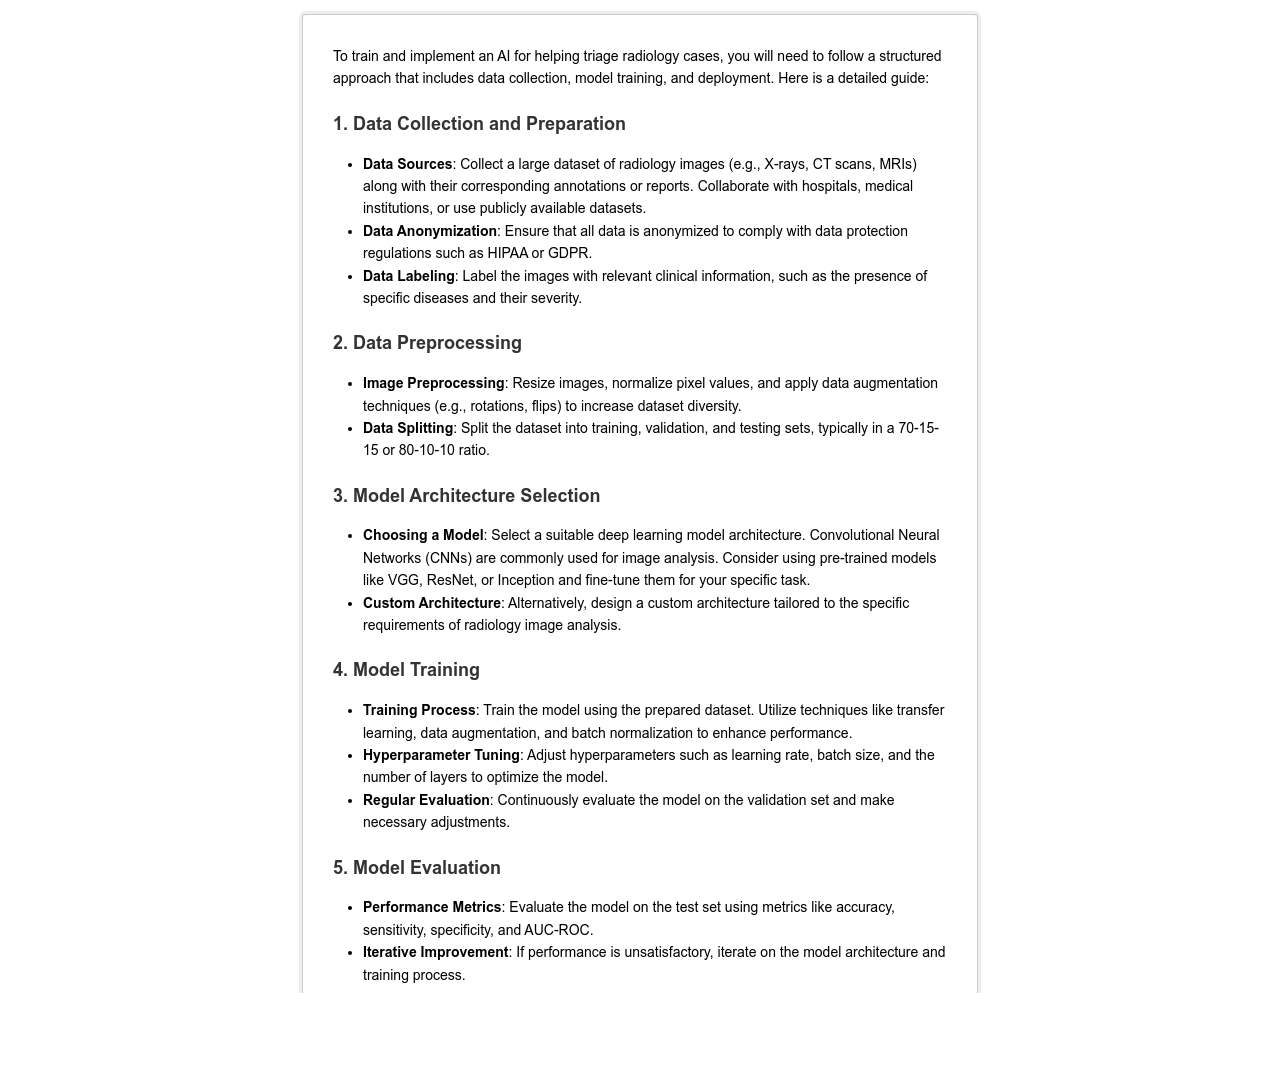 To train and implement an AI for helping triage radiology cases, you will need to follow a structured
approach that includes data collection, model training, and deployment. Here is a detailed guide:
1. Data Collection and Preparation
• Data Sources: Collect a large dataset of radiology images (e.g., X-rays, CT scans, MRIs)
along with their corresponding annotations or reports. Collaborate with hospitals, medical
institutions, or use publicly available datasets.
• Data Anonymization: Ensure that all data is anonymized to comply with data protection
regulations such as HIPAA or GDPR.
• Data Labeling: Label the images with relevant clinical information, such as the presence of
specific diseases and their severity.
2. Data Preprocessing
• Image Preprocessing: Resize images, normalize pixel values, and apply data augmentation
techniques (e.g., rotations, flips) to increase dataset diversity.
• Data Splitting: Split the dataset into training, validation, and testing sets, typically in a 70-15-
15 or 80-10-10 ratio.
3. Model Architecture Selection
• Choosing a Model: Select a suitable deep learning model architecture. Convolutional Neural
Networks (CNNs) are commonly used for image analysis. Consider using pre-trained models
like VGG, ResNet, or Inception and fine-tune them for your specific task.
• Custom Architecture: Alternatively, design a custom architecture tailored to the specific
requirements of radiology image analysis.
4. Model Training
• Training Process: Train the model using the prepared dataset. Utilize techniques like transfer
learning, data augmentation, and batch normalization to enhance performance.
• Hyperparameter Tuning: Adjust hyperparameters such as learning rate, batch size, and the
number of layers to optimize the model.
• Regular Evaluation: Continuously evaluate the model on the validation set and make
necessary adjustments.
5. Model Evaluation
• Performance Metrics: Evaluate the model on the test set using metrics like accuracy,
sensitivity, specificity, and AUC-ROC.
• Iterative Improvement: If performance is unsatisfactory, iterate on the model architecture and
training process.